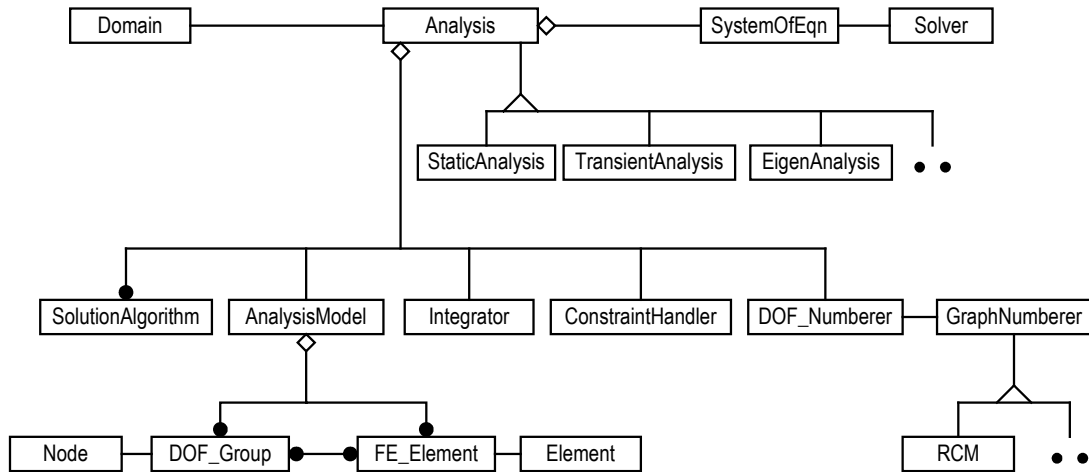 Domain
Analysis
SystemOfEqn
Solver
StaticAnalysis
TransientAnalysis
EigenAnalysis
SolutionAlgorithm
AnalysisModel
Integrator
ConstraintHandler
DOF_Numberer
GraphNumberer
Node
DOF_Group
FE_Element
Element
RCM